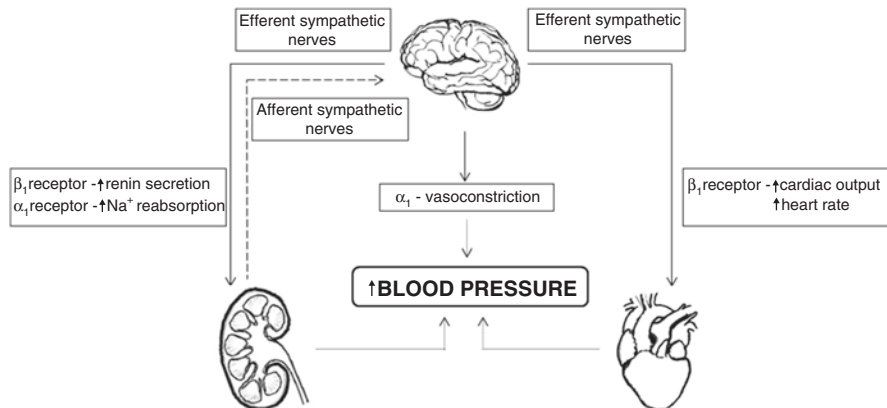 Efferent sympathetic
nerves
Efferent sympathetic
nerves
Afferent sympathetic
nerves
β₁receptor -↑renin secretion
α₁receptor -↑Na⁺ reabsorption
α₁ - vasoconstriction
β₁receptor -↑cardiac output
↑heart rate
↑BLOOD PRESSURE